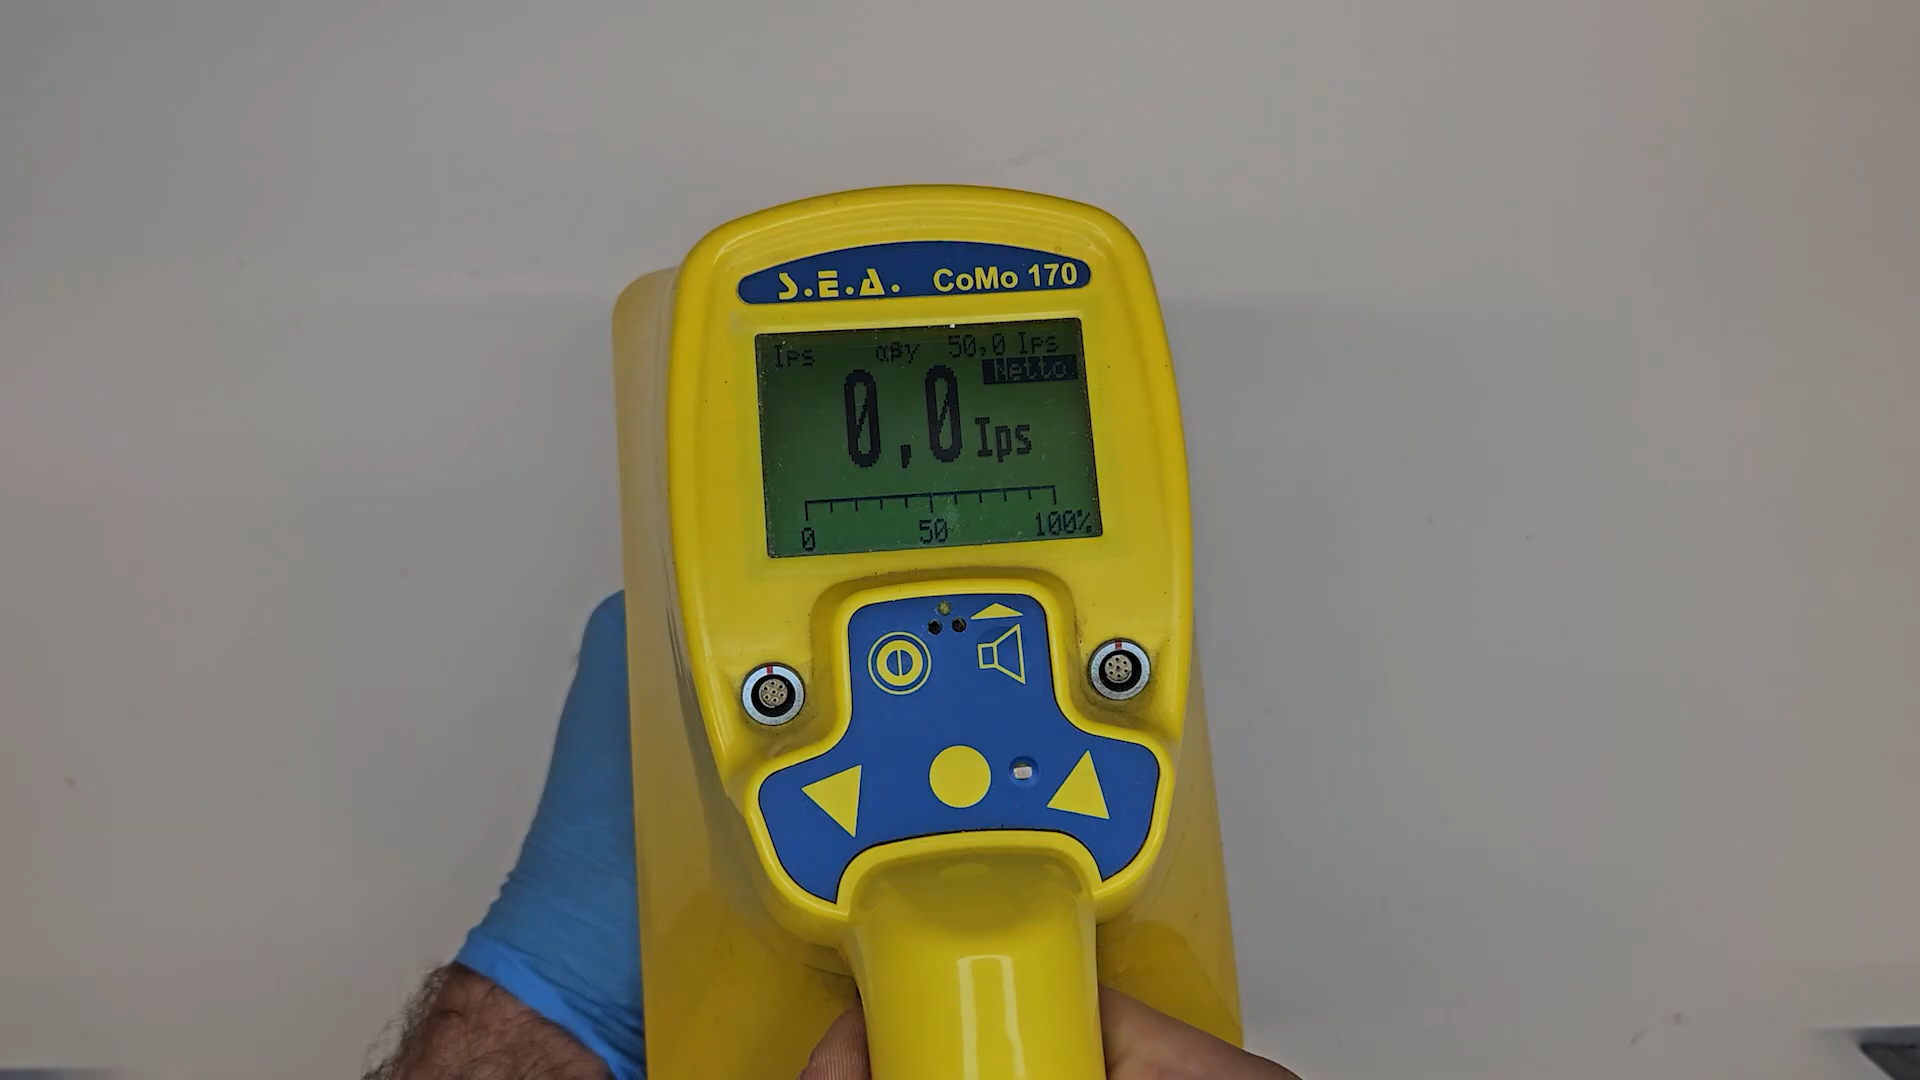 S.E.A. CoMo 170
Ips αβγ 50,0 Ips
Netto
0,0 Ips
0 50 100%